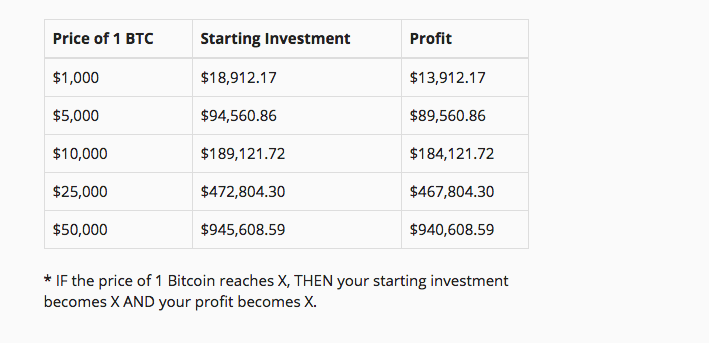 Price of 1 BTC Starting Investment Profit
$1,000 $18,912.17 $13,912.17
$5,000 $94,560.86 $89,560.86
$10,000 $189,121.72 $184,121.72
$25,000 $472,804.30 $467,804.30
$50,000 $945,608.59 $940,608.59
* IF the price of 1 Bitcoin reaches X, THEN your starting investment
becomes X AND your profit becomes X.